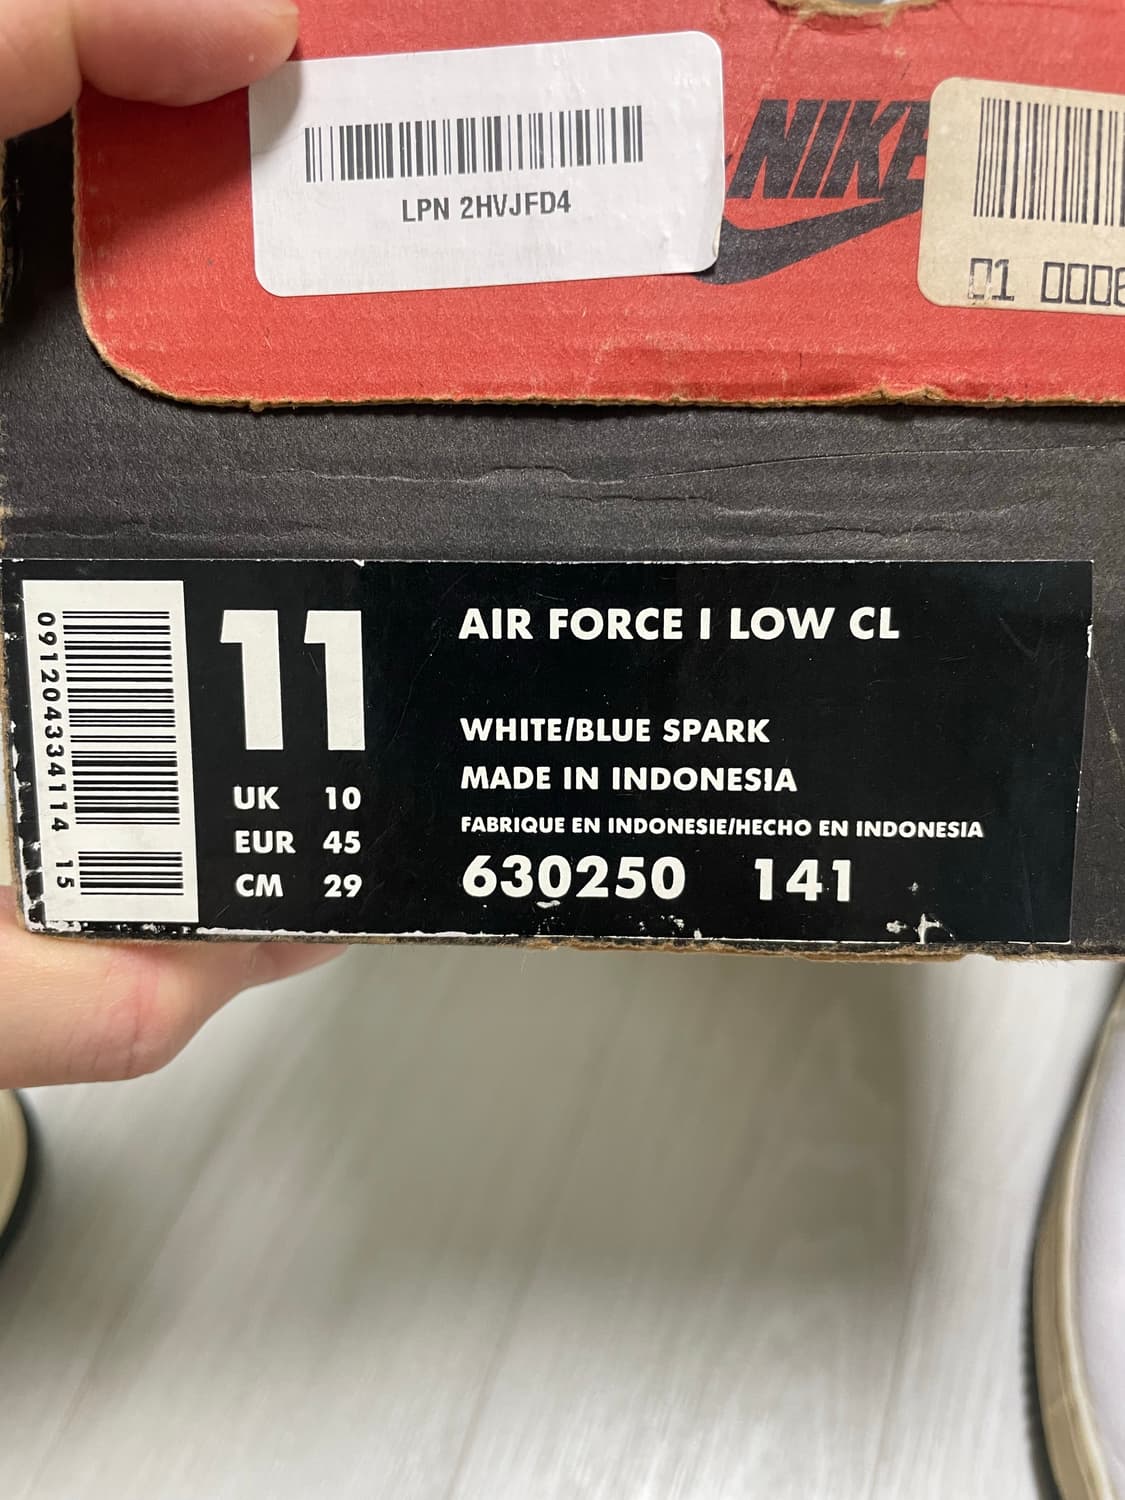 LPN 2HVJFD4
NIKE
01 0006
091204334114 15
11
UK 10
EUR 45
CM 29
AIR FORCE I LOW CL
WHITE/BLUE SPARK
MADE IN INDONESIA
FABRIQUE EN INDONESIE/HECHO EN INDONESIA
630250 141